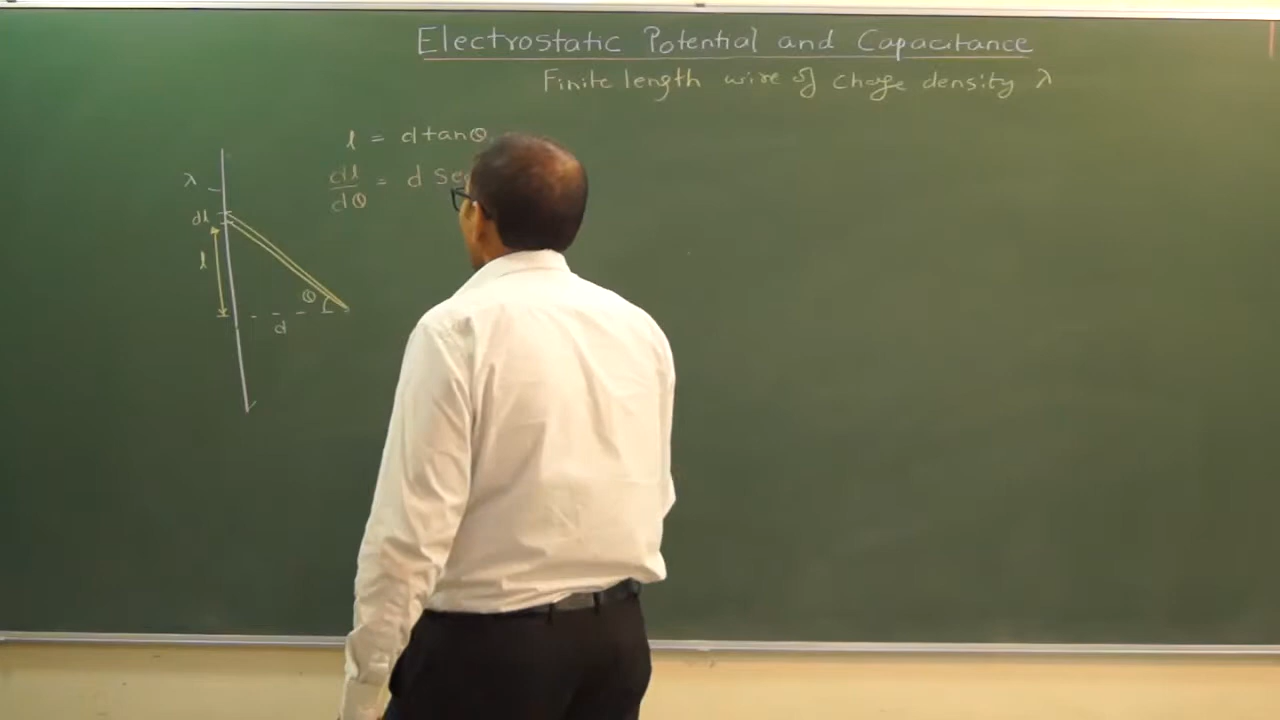 Electrostatic Potential and Capacitance
Finite length wire of charge density λ
l = d tanθ
dl/dθ = d Sec
λ
dl
l
θ
d